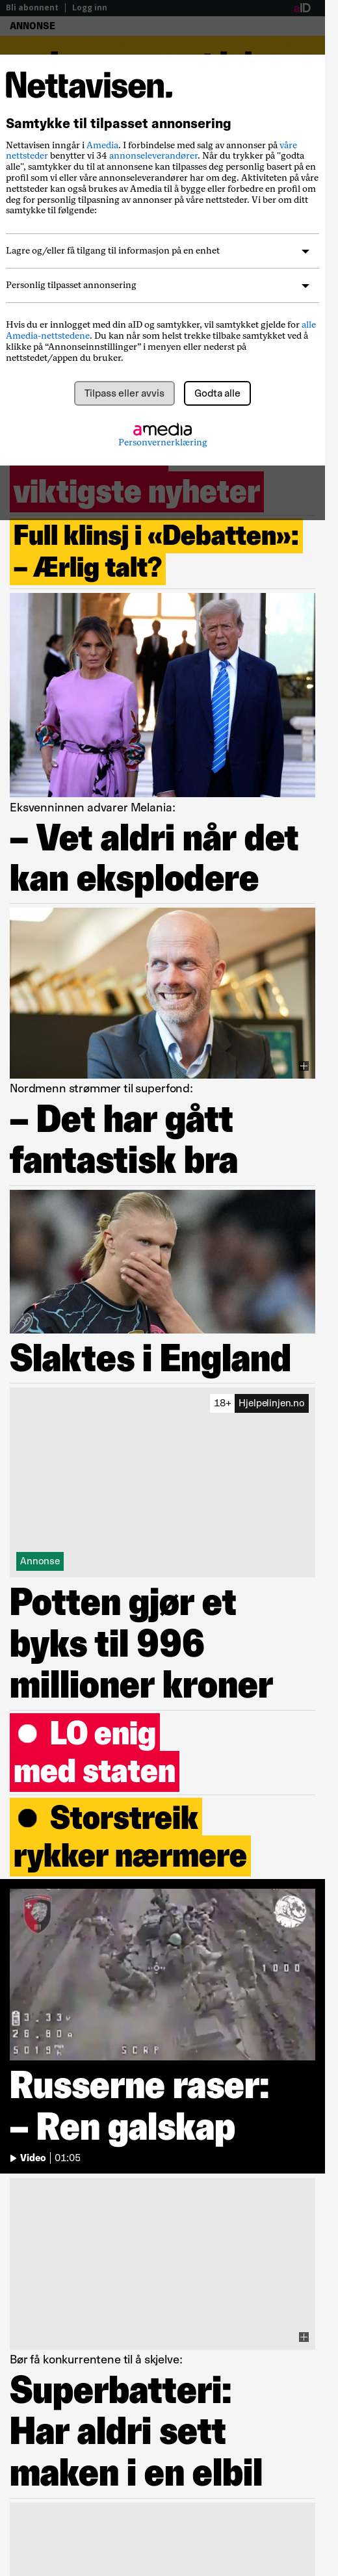 Bli abonnent | Logg inn
aID
ANNONSE
Nettavisen.
Samtykke til tilpasset annonsering
Nettavisen inngår i Amedia. I forbindelse med salg av annonser på våre
nettsteder benytter vi 34 annonseleverandører. Når du trykker på "godta
alle", samtykker du til at annonsene kan tilpasses deg personlig basert på en
profil som vi eller våre annonseleverandører har om deg. Aktiviteten på våre
nettsteder kan også brukes av Amedia til å bygge eller forbedre en profil om
deg for personlig tilpasning av annonser på våre nettsteder. Vi ber om ditt
samtykke til følgende:
Lagre og/eller få tilgang til informasjon på en enhet
Personlig tilpasset annonsering
Hvis du er innlogget med din aID og samtykker, vil samtykket gjelde for alle
Amedia-nettstedene. Du kan når som helst trekke tilbake samtykket ved å
klikke på “Annonseinnstillinger” i menyen eller nederst på
nettstedet/appen du bruker.
Tilpass eller avvis
Godta alle
amedia
Personvernerklæring
viktigste nyheter
Full klinsj i «Debatten»:
– Ærlig talt?
Eksvenninnen advarer Melania:
– Vet aldri når det
kan eksplodere
Nordmenn strømmer til superfond:
– Det har gått
fantastisk bra
Slaktes i England
18+ Hjelpelinjen.no
Annonse
Potten gjør et
byks til 996
millioner kroner
LO enig
med staten
Storstreik
rykker nærmere
1000
SCRP
Russerne raser:
– Ren galskap
Video | 01:05
Bør få konkurrentene til å skjelve:
Superbatteri:
Har aldri sett
maken i en elbil